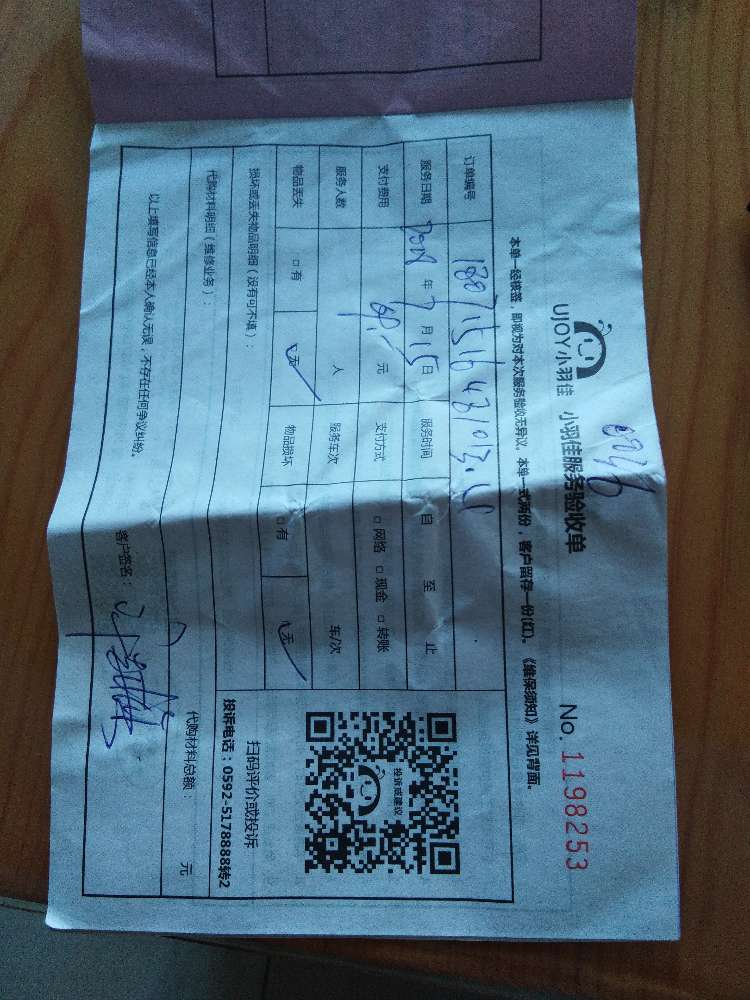 UJOY小羽佳 小羽佳服务验收单 No. 1198253
本单一经核签，即视为对本次服务验收无异议。本单一式两份，客户留存一份(红)。《维保须知》详见背面。
订单编号
服务日期 2018 年 7 月 15 日 服务时间 自 至 止
支付费用 元 支付方式 □ 网络 □ 现金 □ 转账
服务人数 人 服务车次 车/次
物品丢失 □ 有 ☑ 无 物品损坏 □ 有 ☑ 无
损坏或丢失物品明细（没有可不填）：
投诉或建议
扫码评价或投诉
投诉电话：0592-5178888转2
代购材料明细（维修业务）：
代购材料总额： 元
以上填写信息已经本人确认无误，不存在任何争议纠纷。
客户签名：